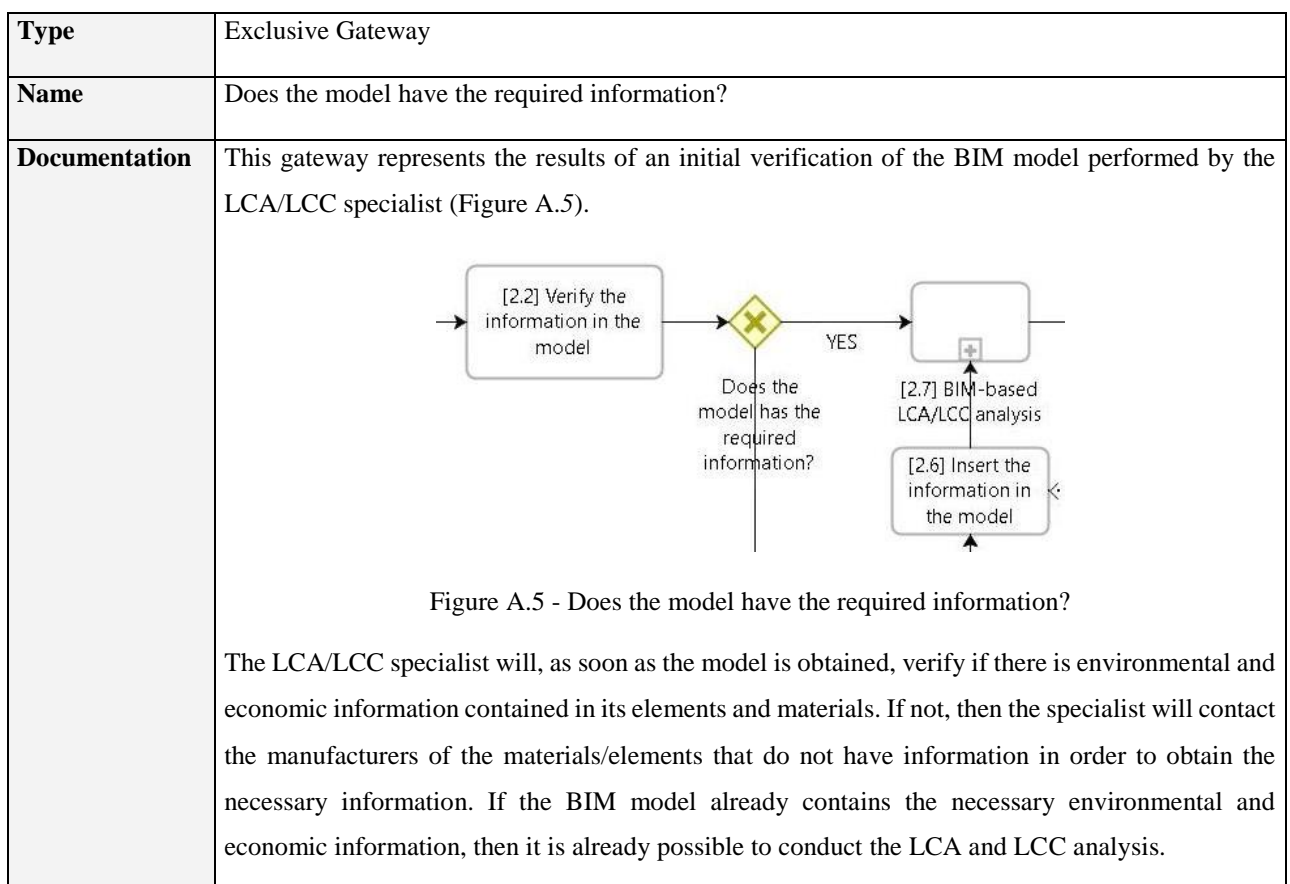 Type
Exclusive Gateway
Name
Does the model have the required information?
Documentation
This gateway represents the results of an initial verification of the BIM model performed by the
LCA/LCC specialist (Figure A.5).
[2.2] Verify the
information in the
model
YES
Does the
model has the
required
information?
[2.7] BIM-based
LCA/LCC analysis
[2.6] Insert the
information in
the model
Figure A.5 - Does the model have the required information?
The LCA/LCC specialist will, as soon as the model is obtained, verify if there is environmental and
economic information contained in its elements and materials. If not, then the specialist will contact
the manufacturers of the materials/elements that do not have information in order to obtain the
necessary information. If the BIM model already contains the necessary environmental and
economic information, then it is already possible to conduct the LCA and LCC analysis.